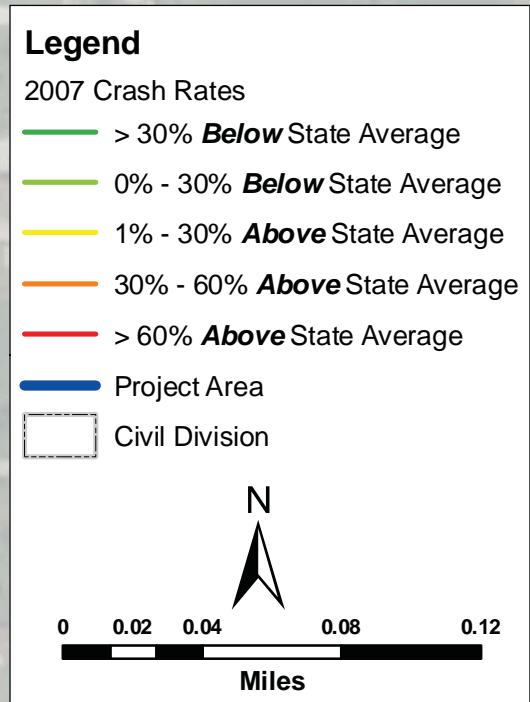 Legend
2007 Crash Rates
> 30% Below State Average
0% - 30% Below State Average
1% - 30% Above State Average
30% - 60% Above State Average
> 60% Above State Average
Project Area
Civil Division
N
0 0.02 0.04 0.08 0.12
Miles